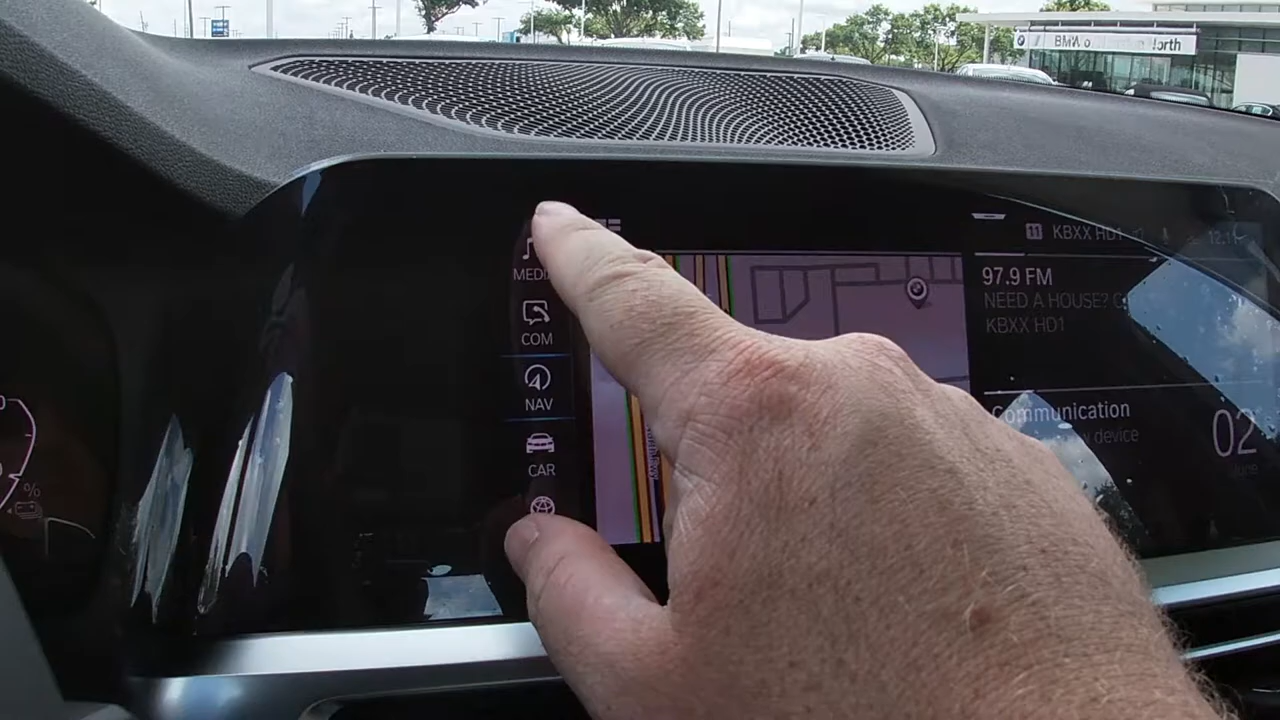 MEDI
COM
NAV
CAR
11 KBXX HD1
97.9 FM
NEED A HOUSE?
KBXX HD1
Communication
device
02
June
%
BMW o
orth